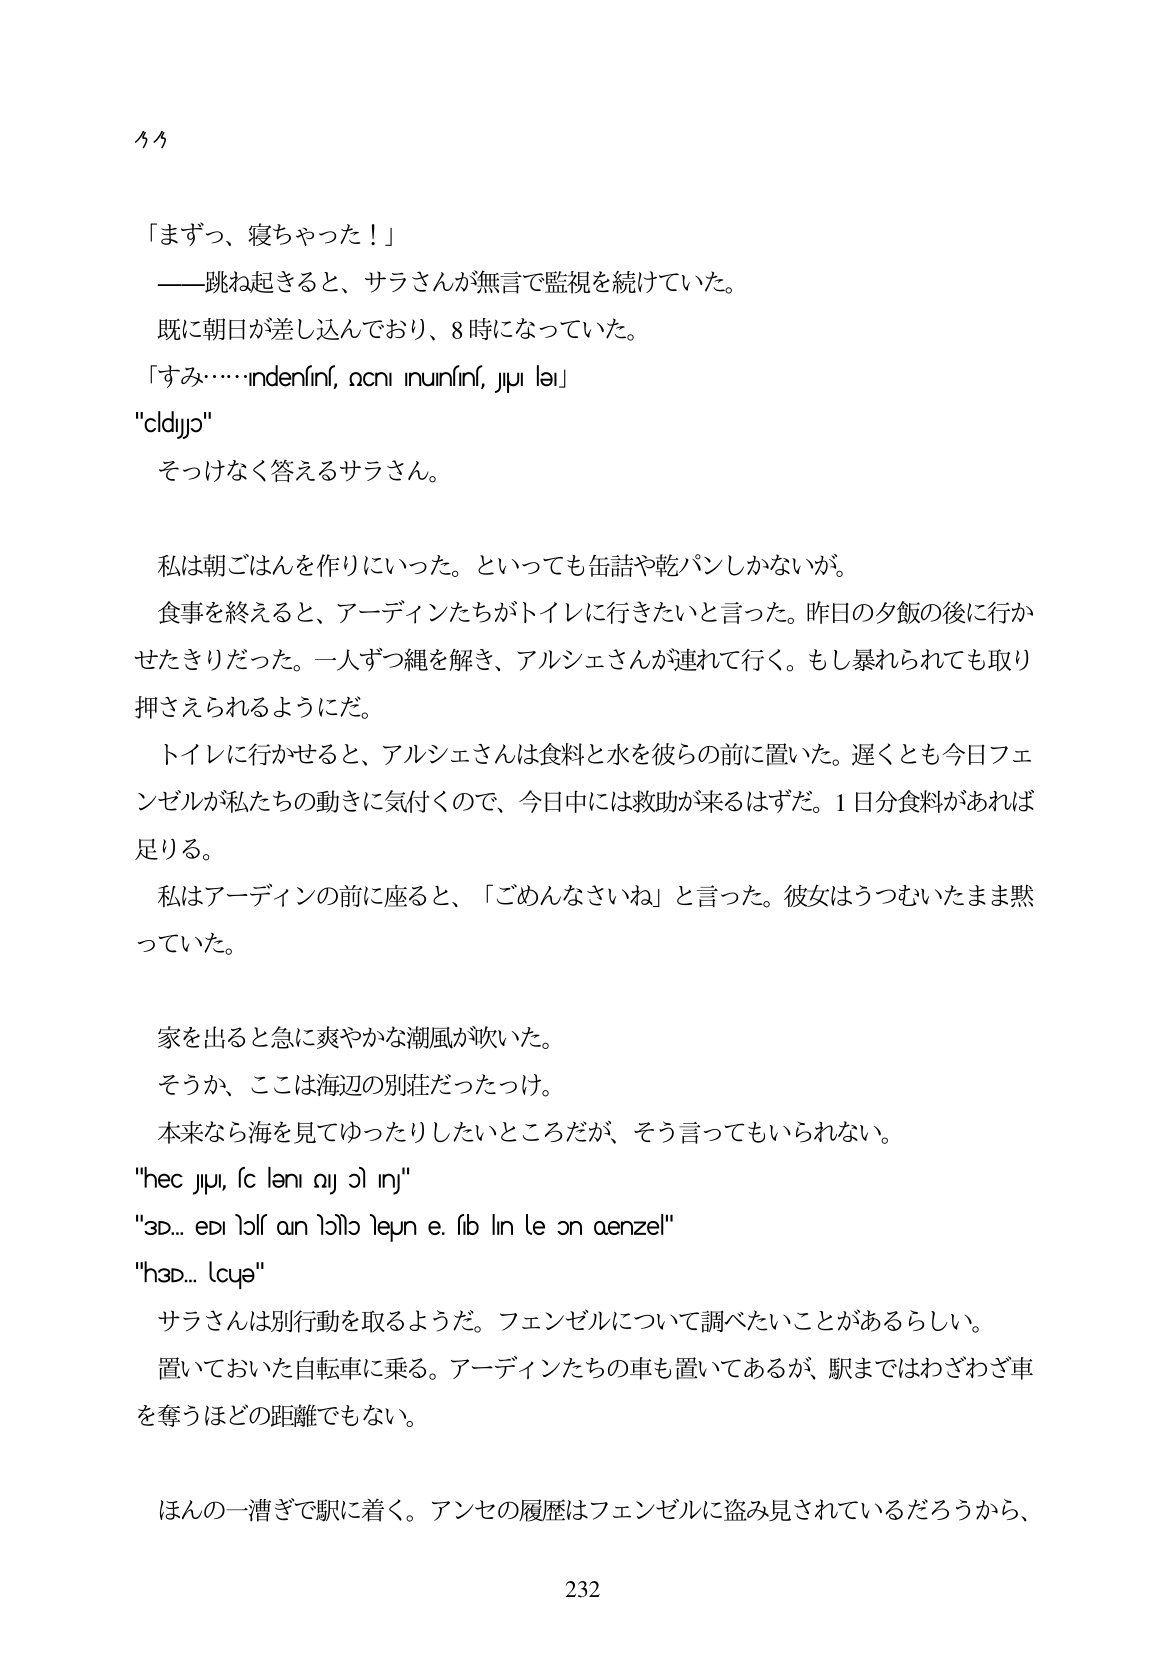 「まずっ、寝ちゃった！」
――跳ね起きると、サラさんが無言で監視を続けていた。
既に朝日が差し込んでおり、8時になっていた。
「すみ……
そっけなく答えるサラさん。
私は朝ごはんを作りにいった。といっても缶詰や乾パンしかないが。
食事を終えると、アーディンたちがトイレに行きたいと言った。昨日の夕飯の後に行か
せたきりだった。一人ずつ縄を解き、アルシェさんが連れて行く。もし暴れられても取り
押さえられるようにだ。
トイレに行かせると、アルシェさんは食料と水を彼らの前に置いた。遅くとも今日フェ
ンゼルが私たちの動きに気付くので、今日中には救助が来るはずだ。1日分食料があれば
足りる。
私はアーディンの前に座ると、「ごめんなさいね」と言った。彼女はうつむいたまま黙
っていた。
家を出ると急に爽やかな潮風が吹いた。
そうか、ここは海辺の別荘だったっけ。
本来なら海を見てゆったりしたいところだが、そう言ってもいられない。
サラさんは別行動を取るようだ。フェンゼルについて調べたいことがあるらしい。
置いておいた自転車に乗る。アーディンたちの車も置いてあるが、駅まではわざわざ車
を奪うほどの距離でもない。
ほんの一漕ぎで駅に着く。アンセの履歴はフェンゼルに盗み見されているだろうから、
232